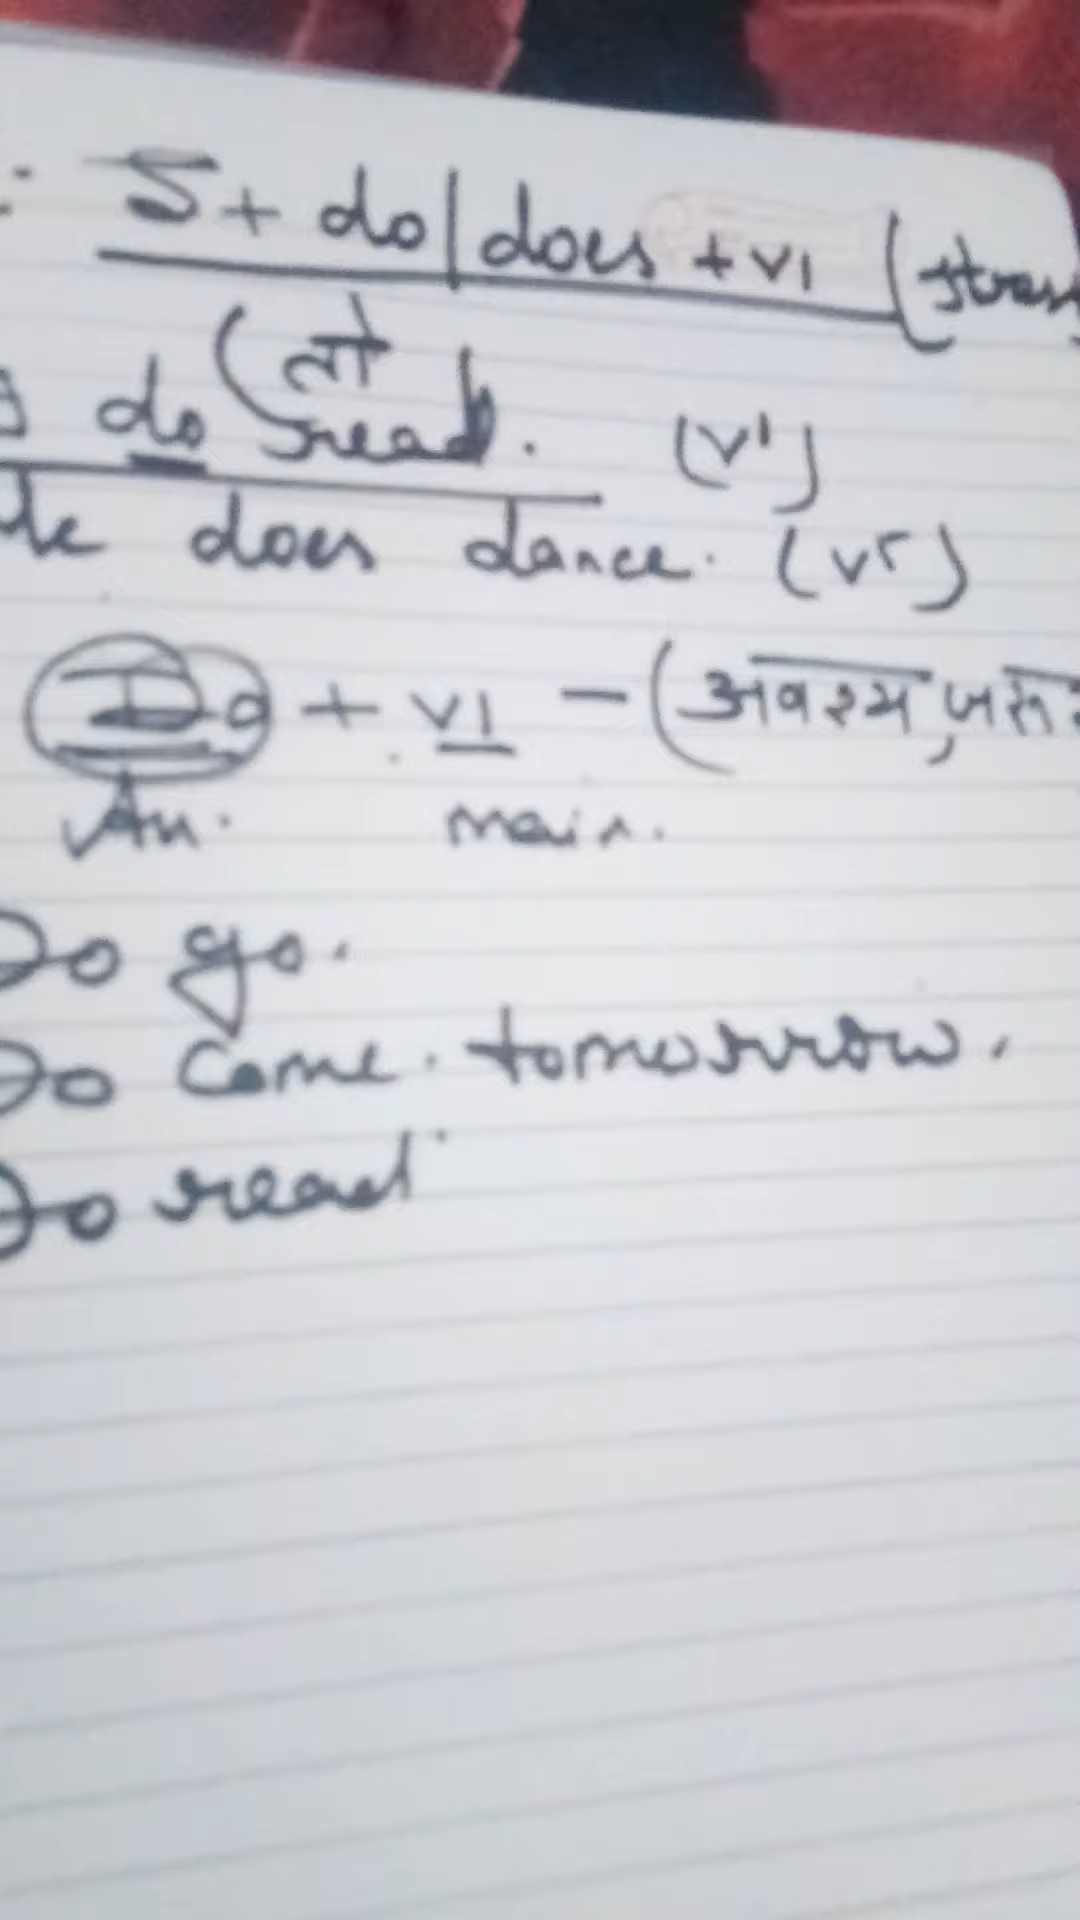 : S + do/does + V1 (
(तो
do read. (V1)
does dance. (V5)
Do + V1 - (अवश्य,
Au. main.
Do go.
Do come tomorrow.
Do read